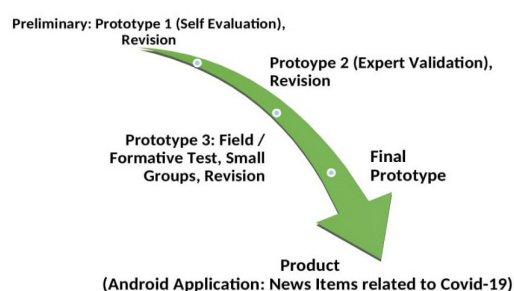 Preliminary: Prototype 1 (Self Evaluation),
Revision
Protoype 2 (Expert Validation),
Revision
Prototype 3: Field /
Formative Test, Small
Groups, Revision
Final
Prototype
Product
(Android Application: News Items related to Covid-19)